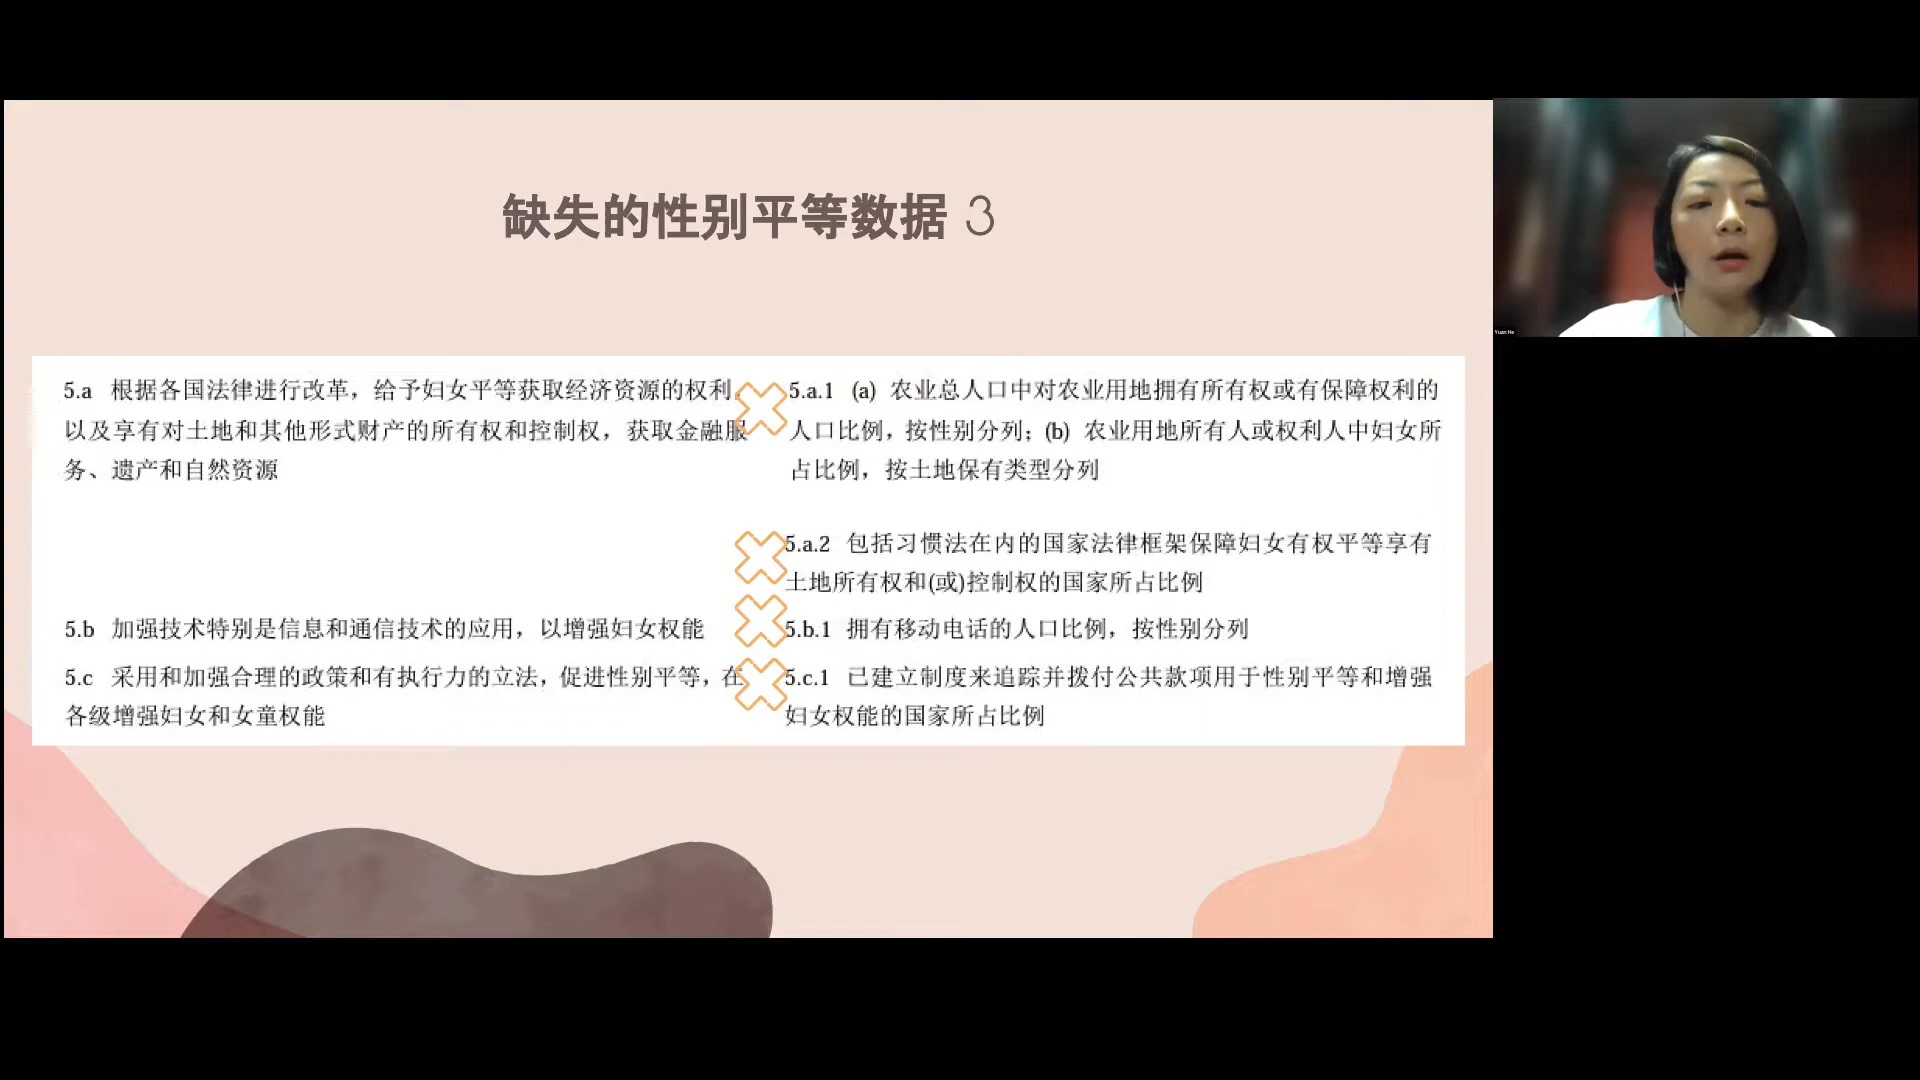 缺失的性别平等数据 3
5.a 根据各国法律进行改革，给予妇女平等获取经济资源的权利，
以及享有对土地和其他形式财产的所有权和控制权，获取金融服
务、遗产和自然资源
5.a.1 (a) 农业总人口中对农业用地拥有所有权或有保障权利的
人口比例，按性别分列；(b) 农业用地所有人或权利人中妇女所
占比例，按土地保有类型分列
5.a.2 包括习惯法在内的国家法律框架保障妇女有权平等享有
土地所有权和(或)控制权的国家所占比例
5.b 加强技术特别是信息和通信技术的应用，以增强妇女权能
5.b.1 拥有移动电话的人口比例，按性别分列
5.c 采用和加强合理的政策和有执行力的立法，促进性别平等，在
各级增强妇女和女童权能
5.c.1 已建立制度来追踪并拨付公共款项用于性别平等和增强
妇女权能的国家所占比例
Yuan He